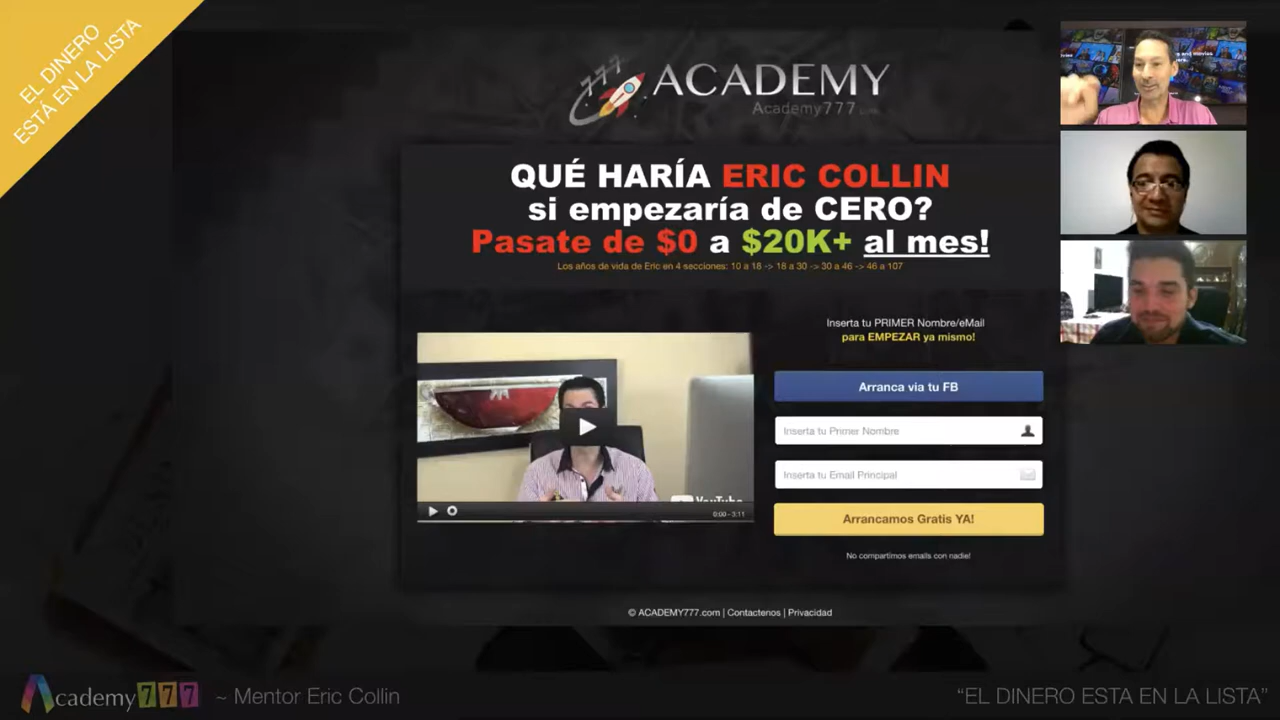 EL DINERO
ESTÁ EN LA LISTA
777 ACADEMY
Academy777
QUÉ HARÍA ERIC COLLIN
si empezaría de CERO?
Pasate de $0 a $20K+ al mes!
Los años de vida de Eric en 4 secciones: 10 a 18 -> 18 a 30 -> 30 a 46 -> 46 a 107
Inserta tu PRIMER Nombre/eMail
para EMPEZAR ya mismo!
Arranca via tu FB
Inserta tu Primer Nombre
Inserta tu Email Principal
Arrancamos Gratis YA!
No compartimos emails con nadie!
YouTube
0:00 - 3:11
© ACADEMY777.com | Contactenos | Privacidad
Academy777 ~ Mentor Eric Collin
“EL DINERO ESTA EN LA LISTA”